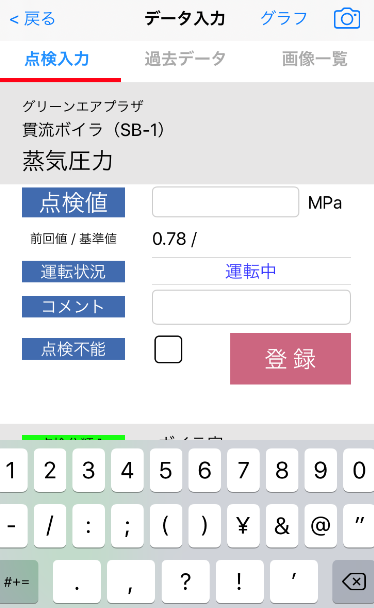 < 戻る データ入力 グラフ
点検入力 過去データ 画像一覧
グリーンエアプラザ
貫流ボイラ（SB-1）
蒸気圧力
点検値 MPa
前回値 / 基準値 0.78 /
運転状況 運転中
コメント
点検不能 登 録
1 2 3 4 5 6 7 8 9 0
- / : ; ( ) ¥ & @ "
#+= . , ? ! '